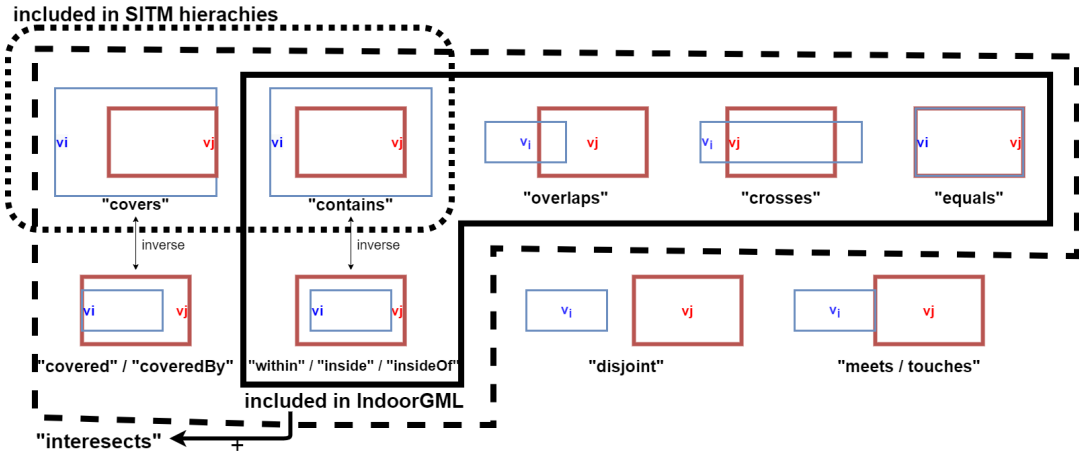 included in SITM hierachies
vi
vj
vi
vj
vi
vj
vi
vj
vi
vj
"covers"
"contains"
"overlaps"
"crosses"
"equals"
inverse
inverse
vi
vj
vi
vj
vi
vj
vi
vj
"covered" / "coveredBy"
"within" / "inside" / "insideOf"
"disjoint"
"meets / touches"
included in IndoorGML
"interesects"
+